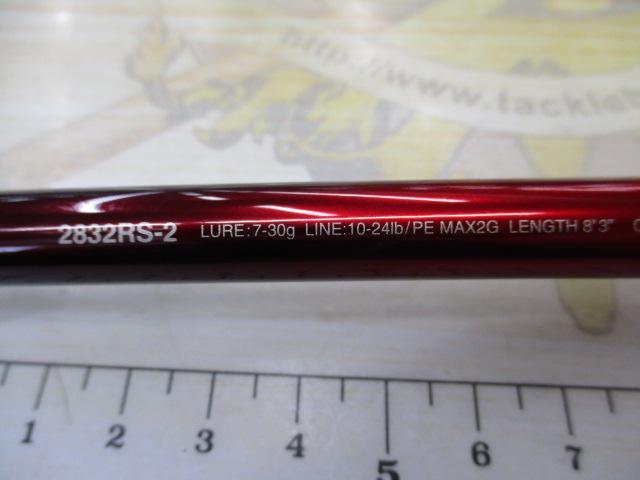 http://www.tackleb
2832RS-2 LURE:7-30g LINE:10-24lb/PE MAX2G LENGTH 8'3"
1 2 3 4 5 6 7